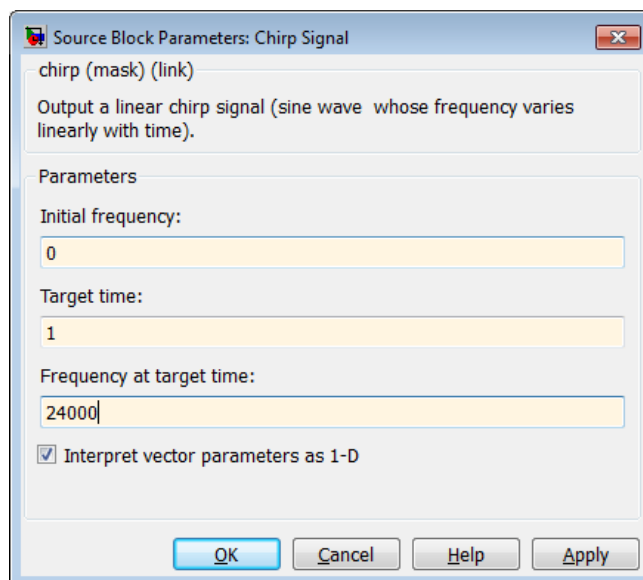 Source Block Parameters: Chirp Signal
chirp (mask) (link)
Output a linear chirp signal (sine wave  whose frequency varies
linearly with time).
Parameters
Initial frequency:
0
Target time:
1
Frequency at target time:
24000
Interpret vector parameters as 1-D
OK Cancel Help Apply